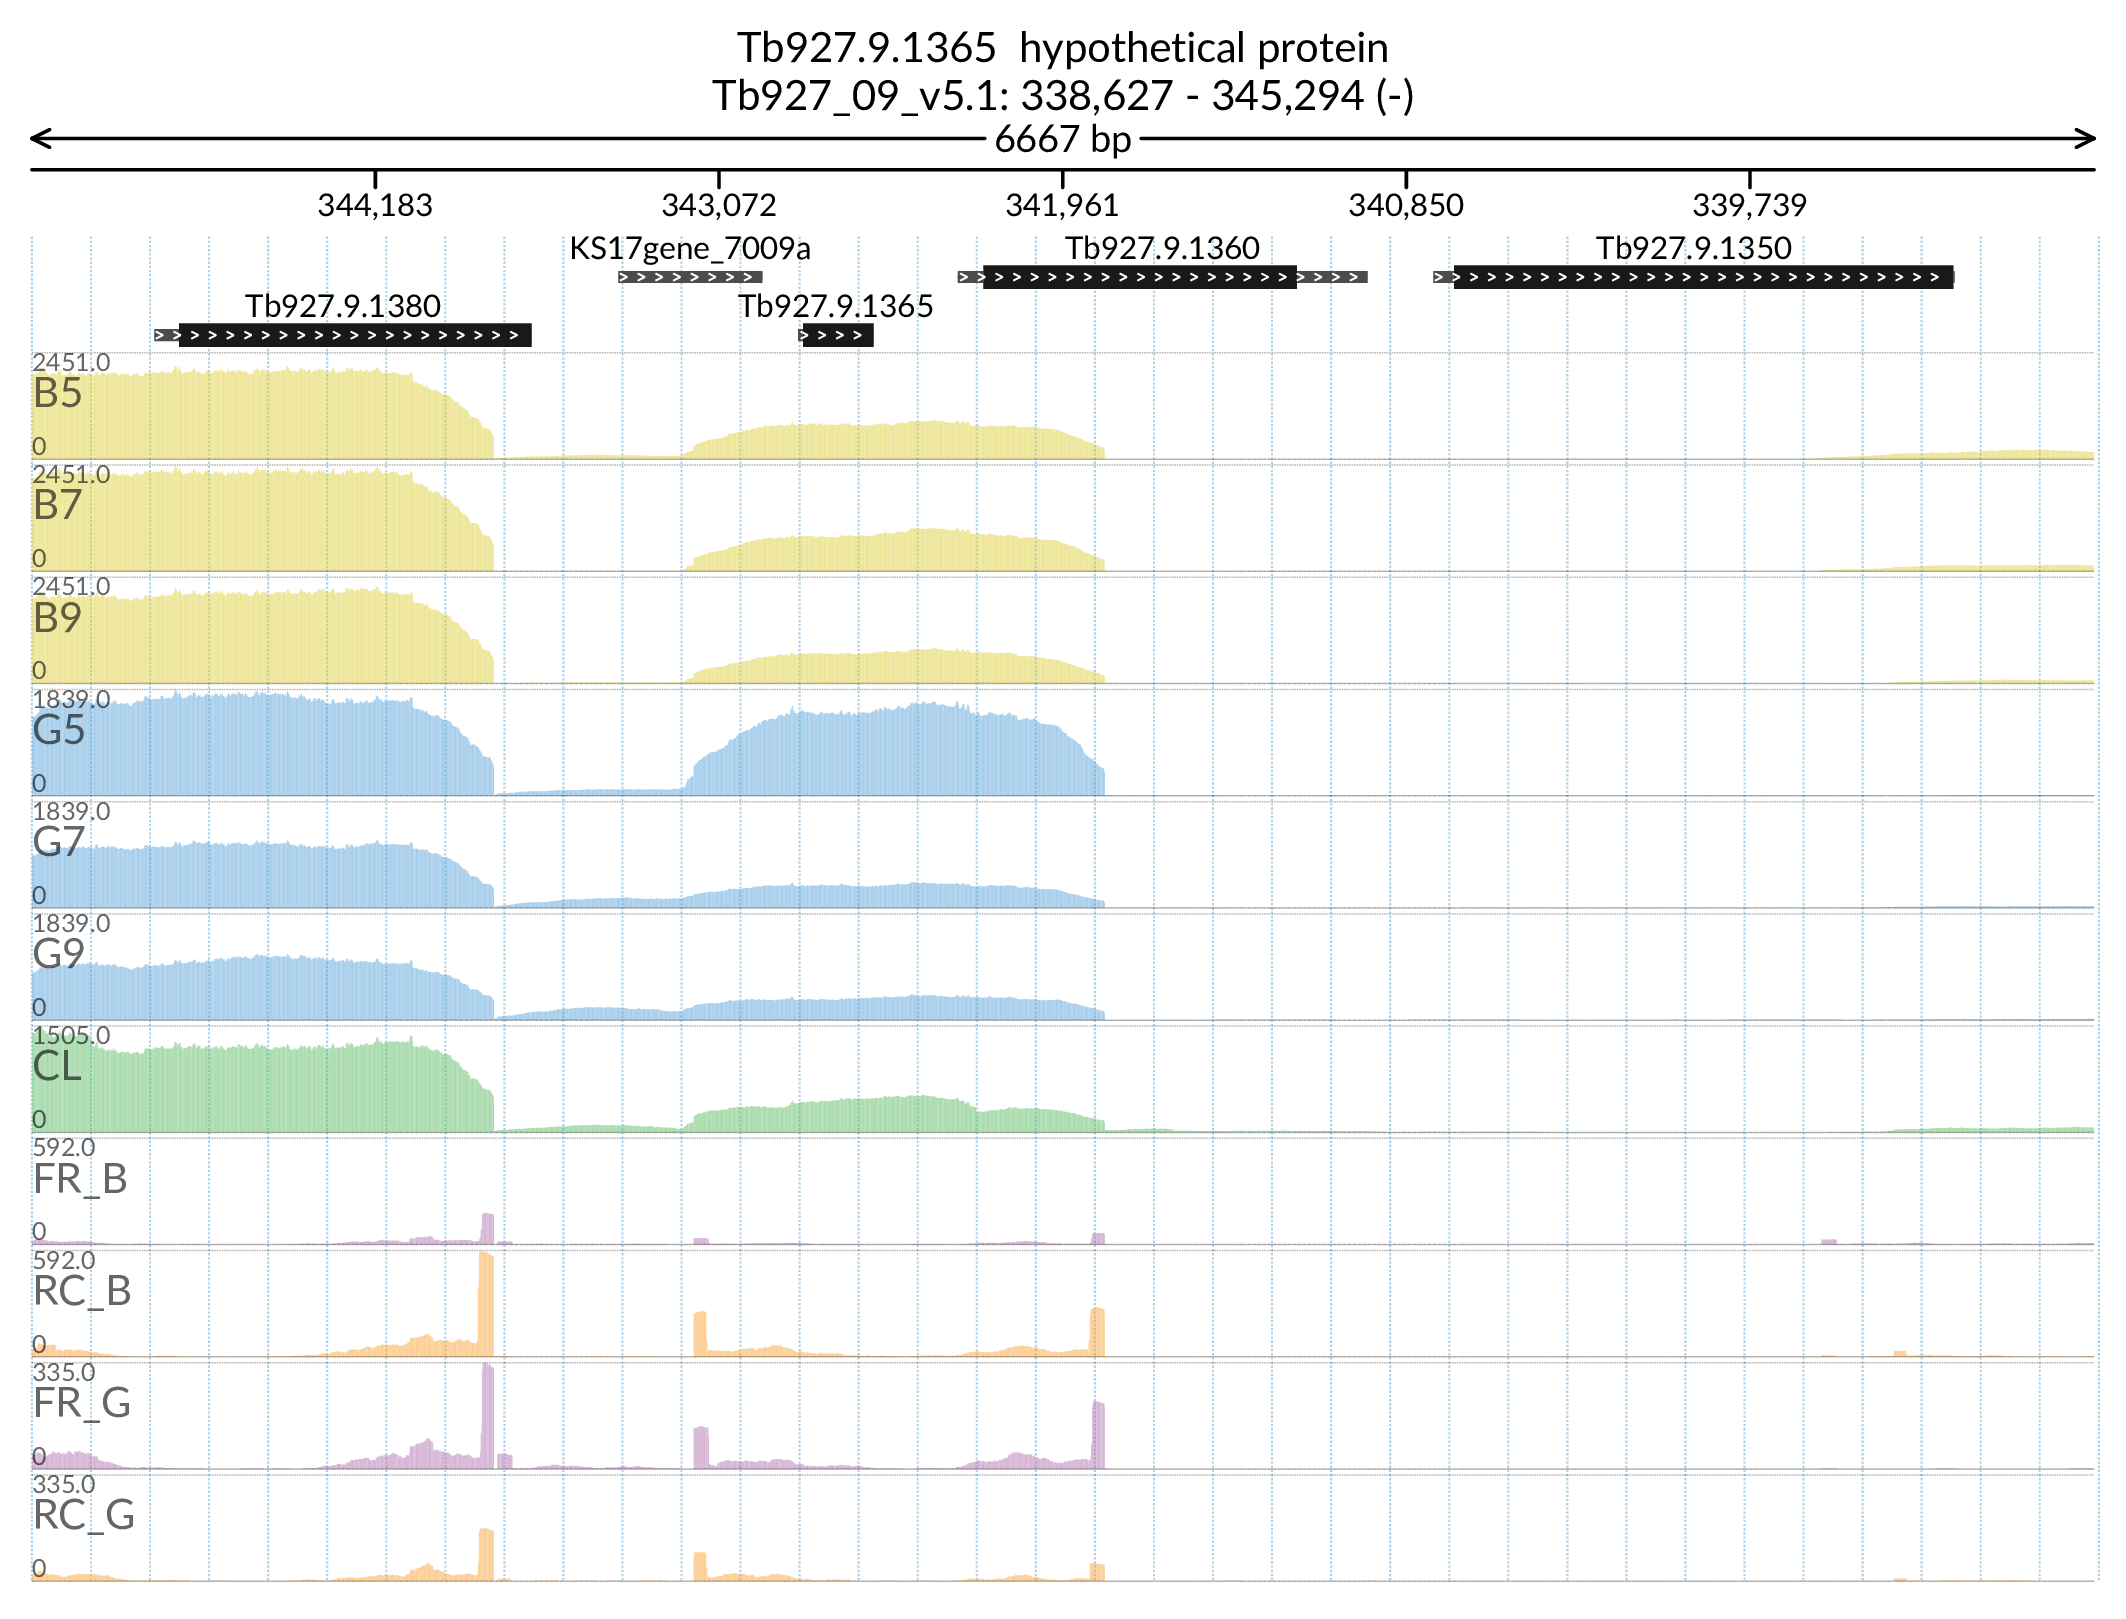 Tb927.9.1365  hypothetical protein
Tb927_09_v5.1: 338,627 - 345,294 (-)
6667 bp
344,183 343,072 341,961 340,850 339,739
KS17gene_7009a Tb927.9.1360 Tb927.9.1350
Tb927.9.1380 Tb927.9.1365
2451.0
B5
0
2451.0
B7
0
2451.0
B9
0
1839.0
G5
0
1839.0
G7
0
1839.0
G9
0
1505.0
CL
0
592.0
FR_B
0
592.0
RC_B
0
335.0
FR_G
0
335.0
RC_G
0